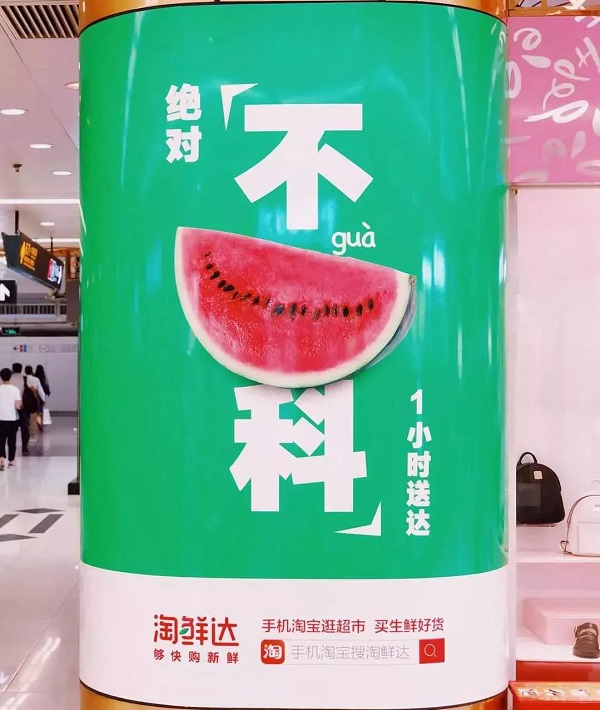 绝对
「不
guà
科」
1小时送达
淘鲜达
够快购新鲜
手机淘宝逛超市 买生鲜好货
淘 手机淘宝搜淘鲜达